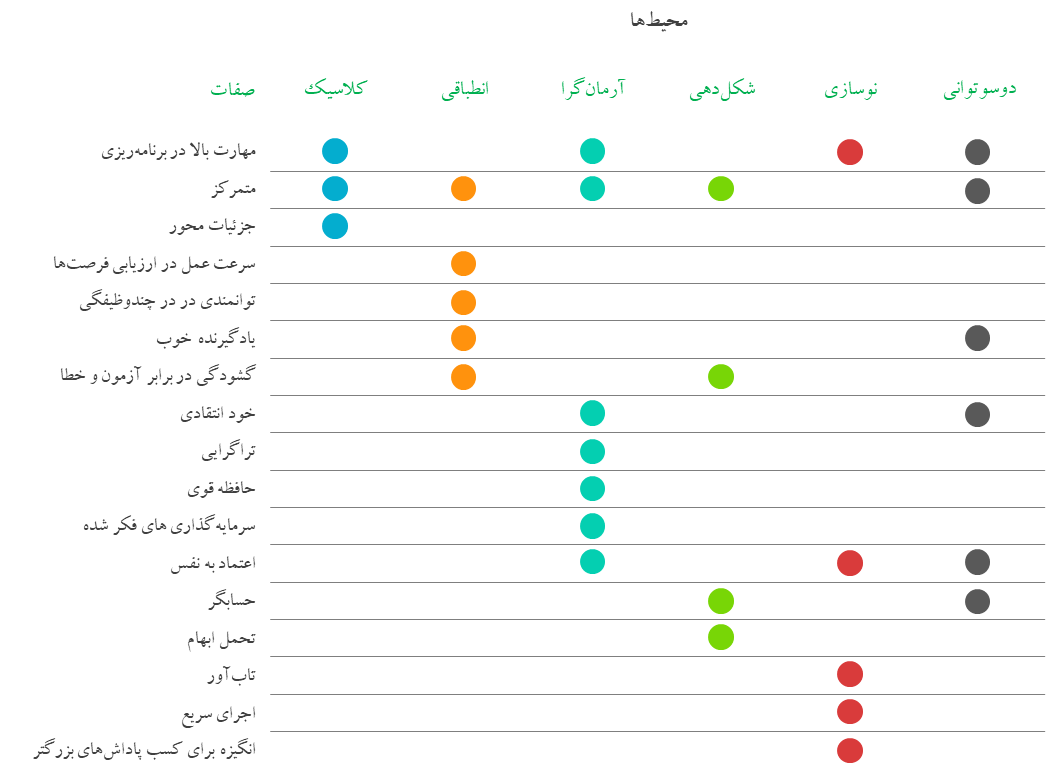 محیط‌ها
صفات کلاسیک انطباقی آرمان‌گرا شکل‌دهی نوسازی دوسوتوانی
مهارت بالا در برنامه‌ریزی
متمرکز
جزئیات محور
سرعت عمل در ارزیابی فرصت‌ها
توانمندی در در چندوظیفگی
یادگیرنده خوب
گشودگی در برابر آزمون و خطا
خود انتقادی
تراگرایی
حافظه قوی
سرمایه‌گذاری های فکر شده
اعتماد به نفس
حسابگر
تحمل ابهام
تاب‌آور
اجرای سریع
انگیزه برای کسب پاداش‌های بزرگتر